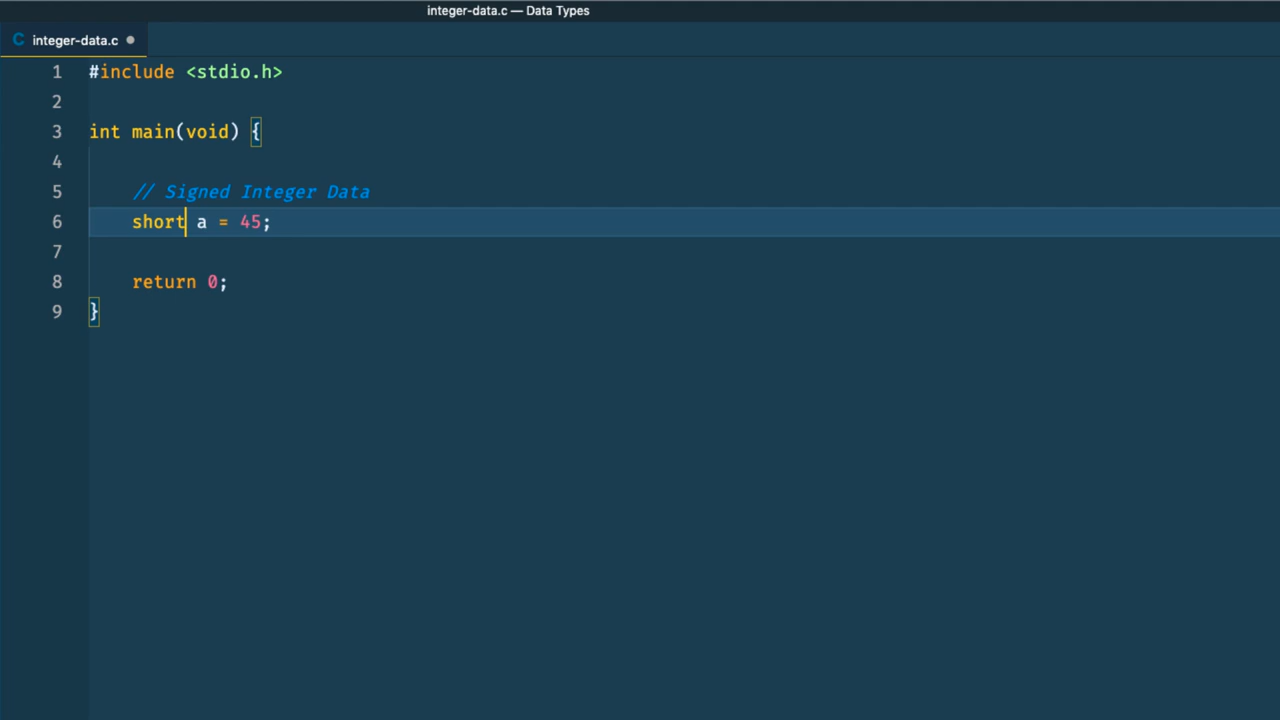 integer-data.c — Data Types
C integer-data.c
1 #include <stdio.h>
2
3 int main(void) {
4
5 // Signed Integer Data
6 short a = 45;
7
8 return 0;
9 }